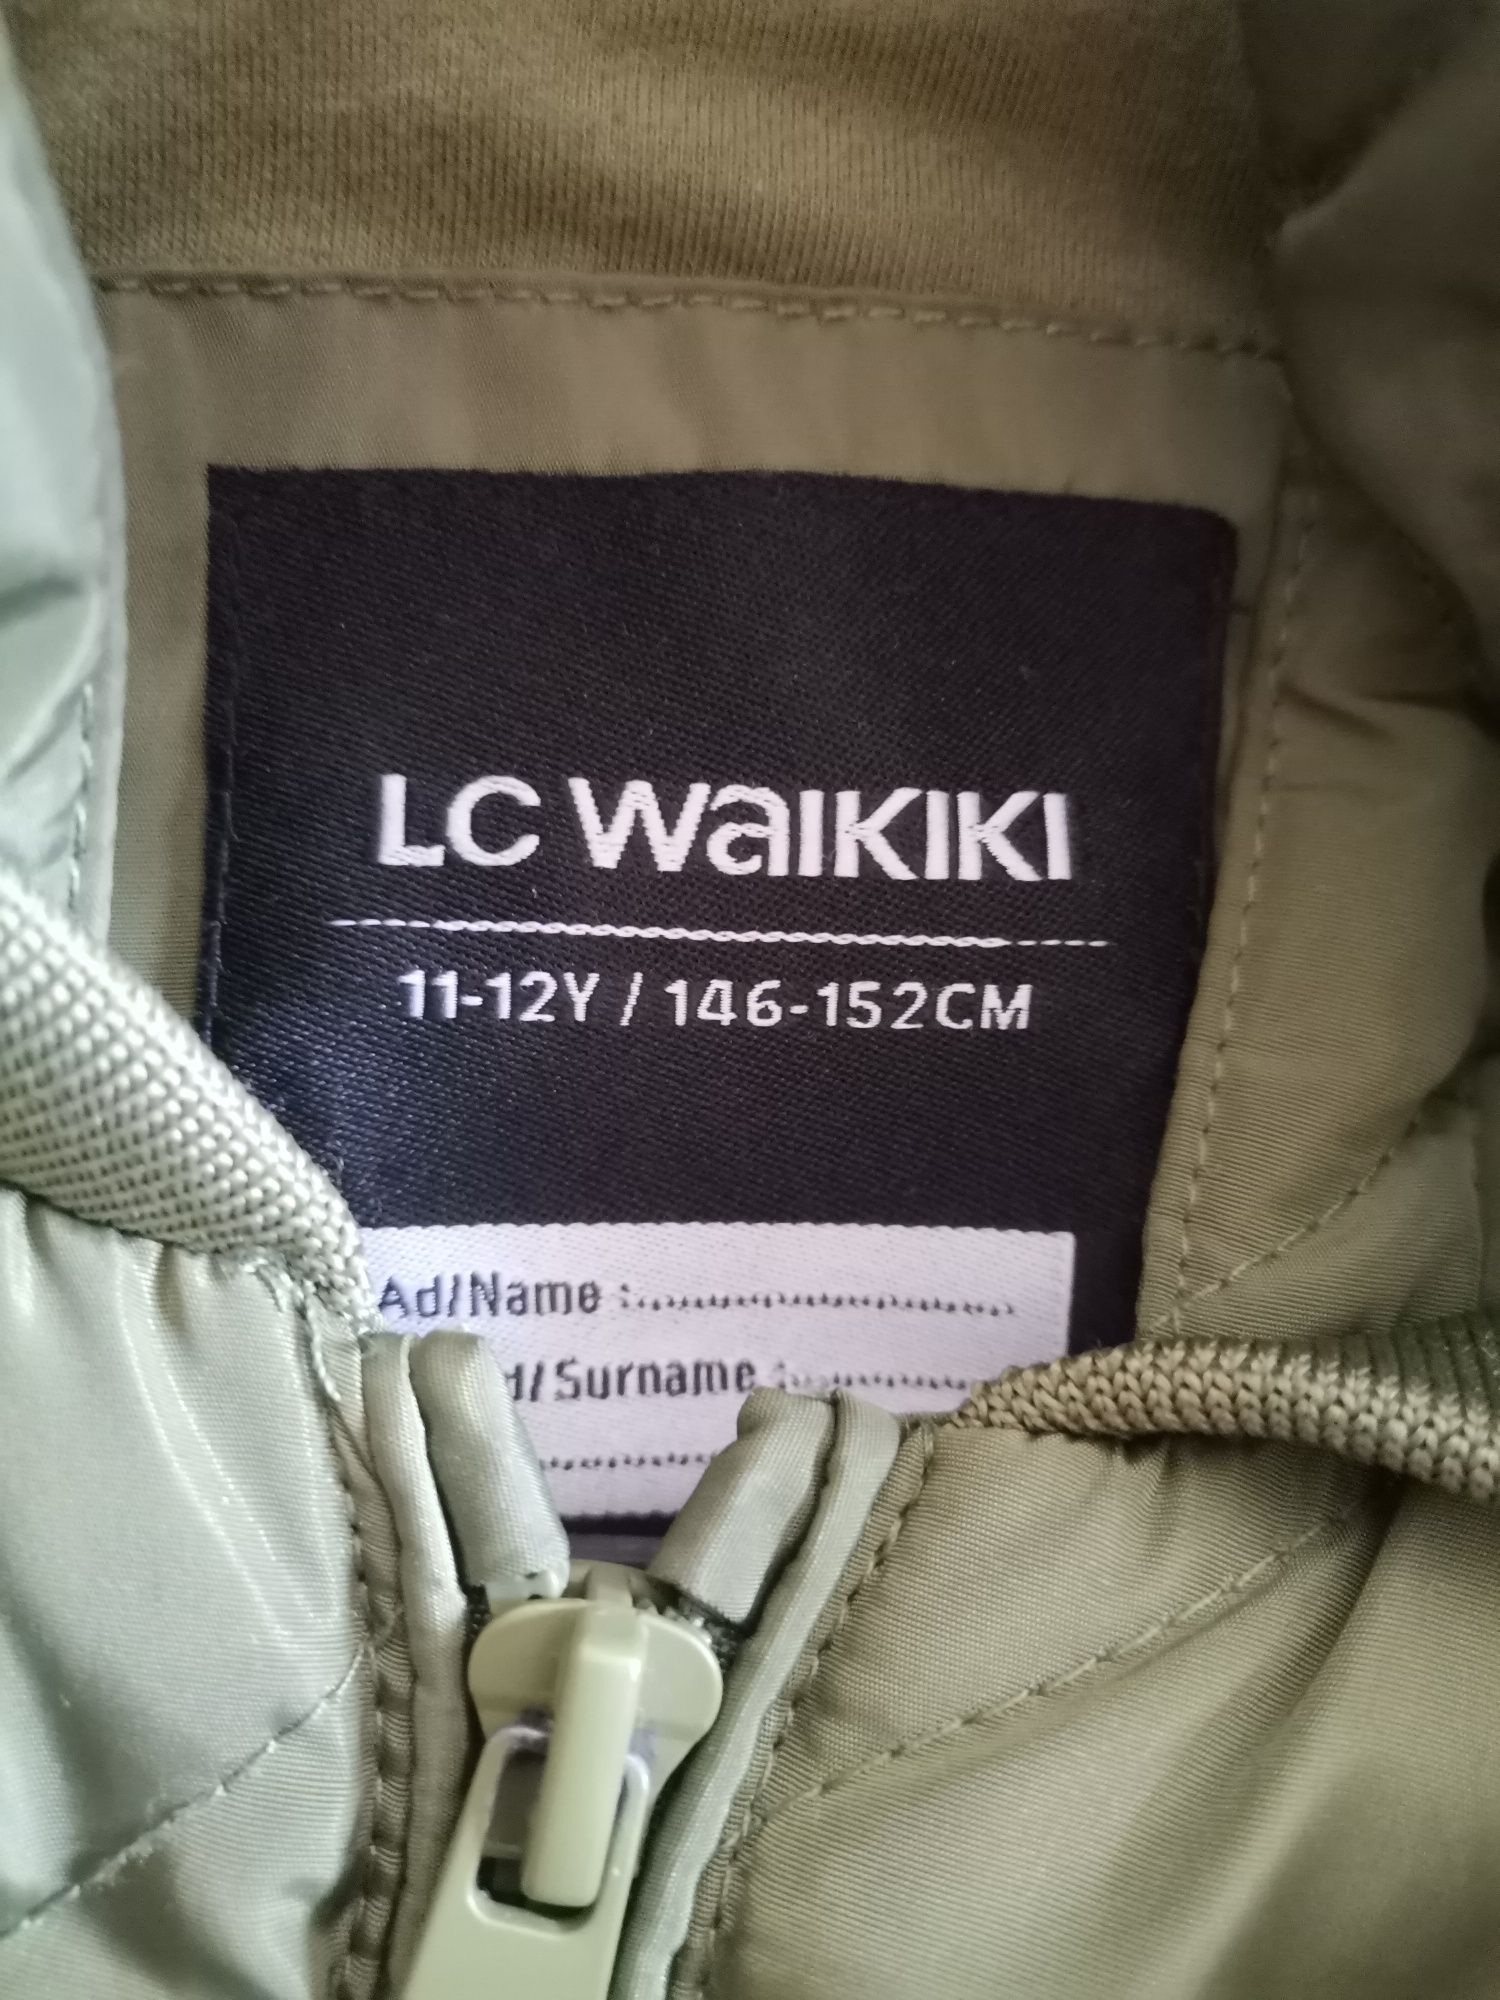 LC WAIKIKI
11-12Y / 146-152CM
Ad/Name :....................
/Surname :...............